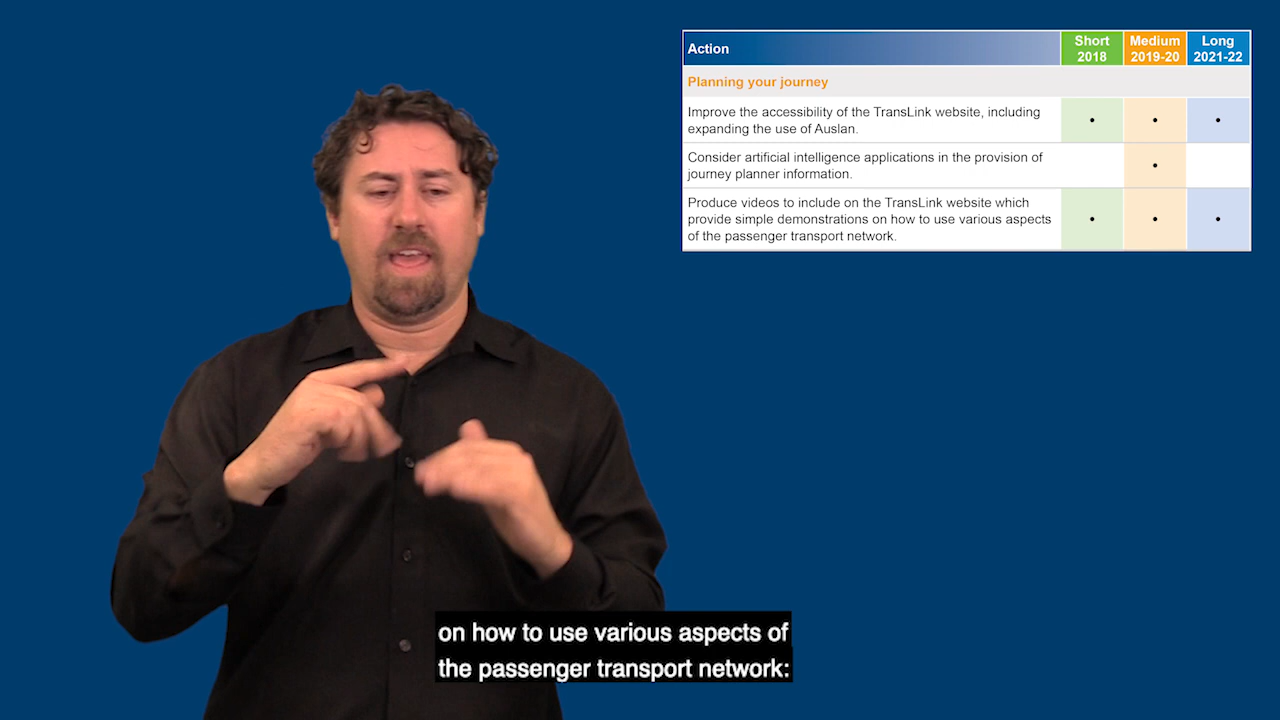 Action
Short
2018
Medium
2019-20
Long
2021-22
Planning your journey
Improve the accessibility of the TransLink website, including
expanding the use of Auslan.
Consider artificial intelligence applications in the provision of
journey planner information.
Produce videos to include on the TransLink website which
provide simple demonstrations on how to use various aspects
of the passenger transport network.
on how to use various aspects of
the passenger transport network: